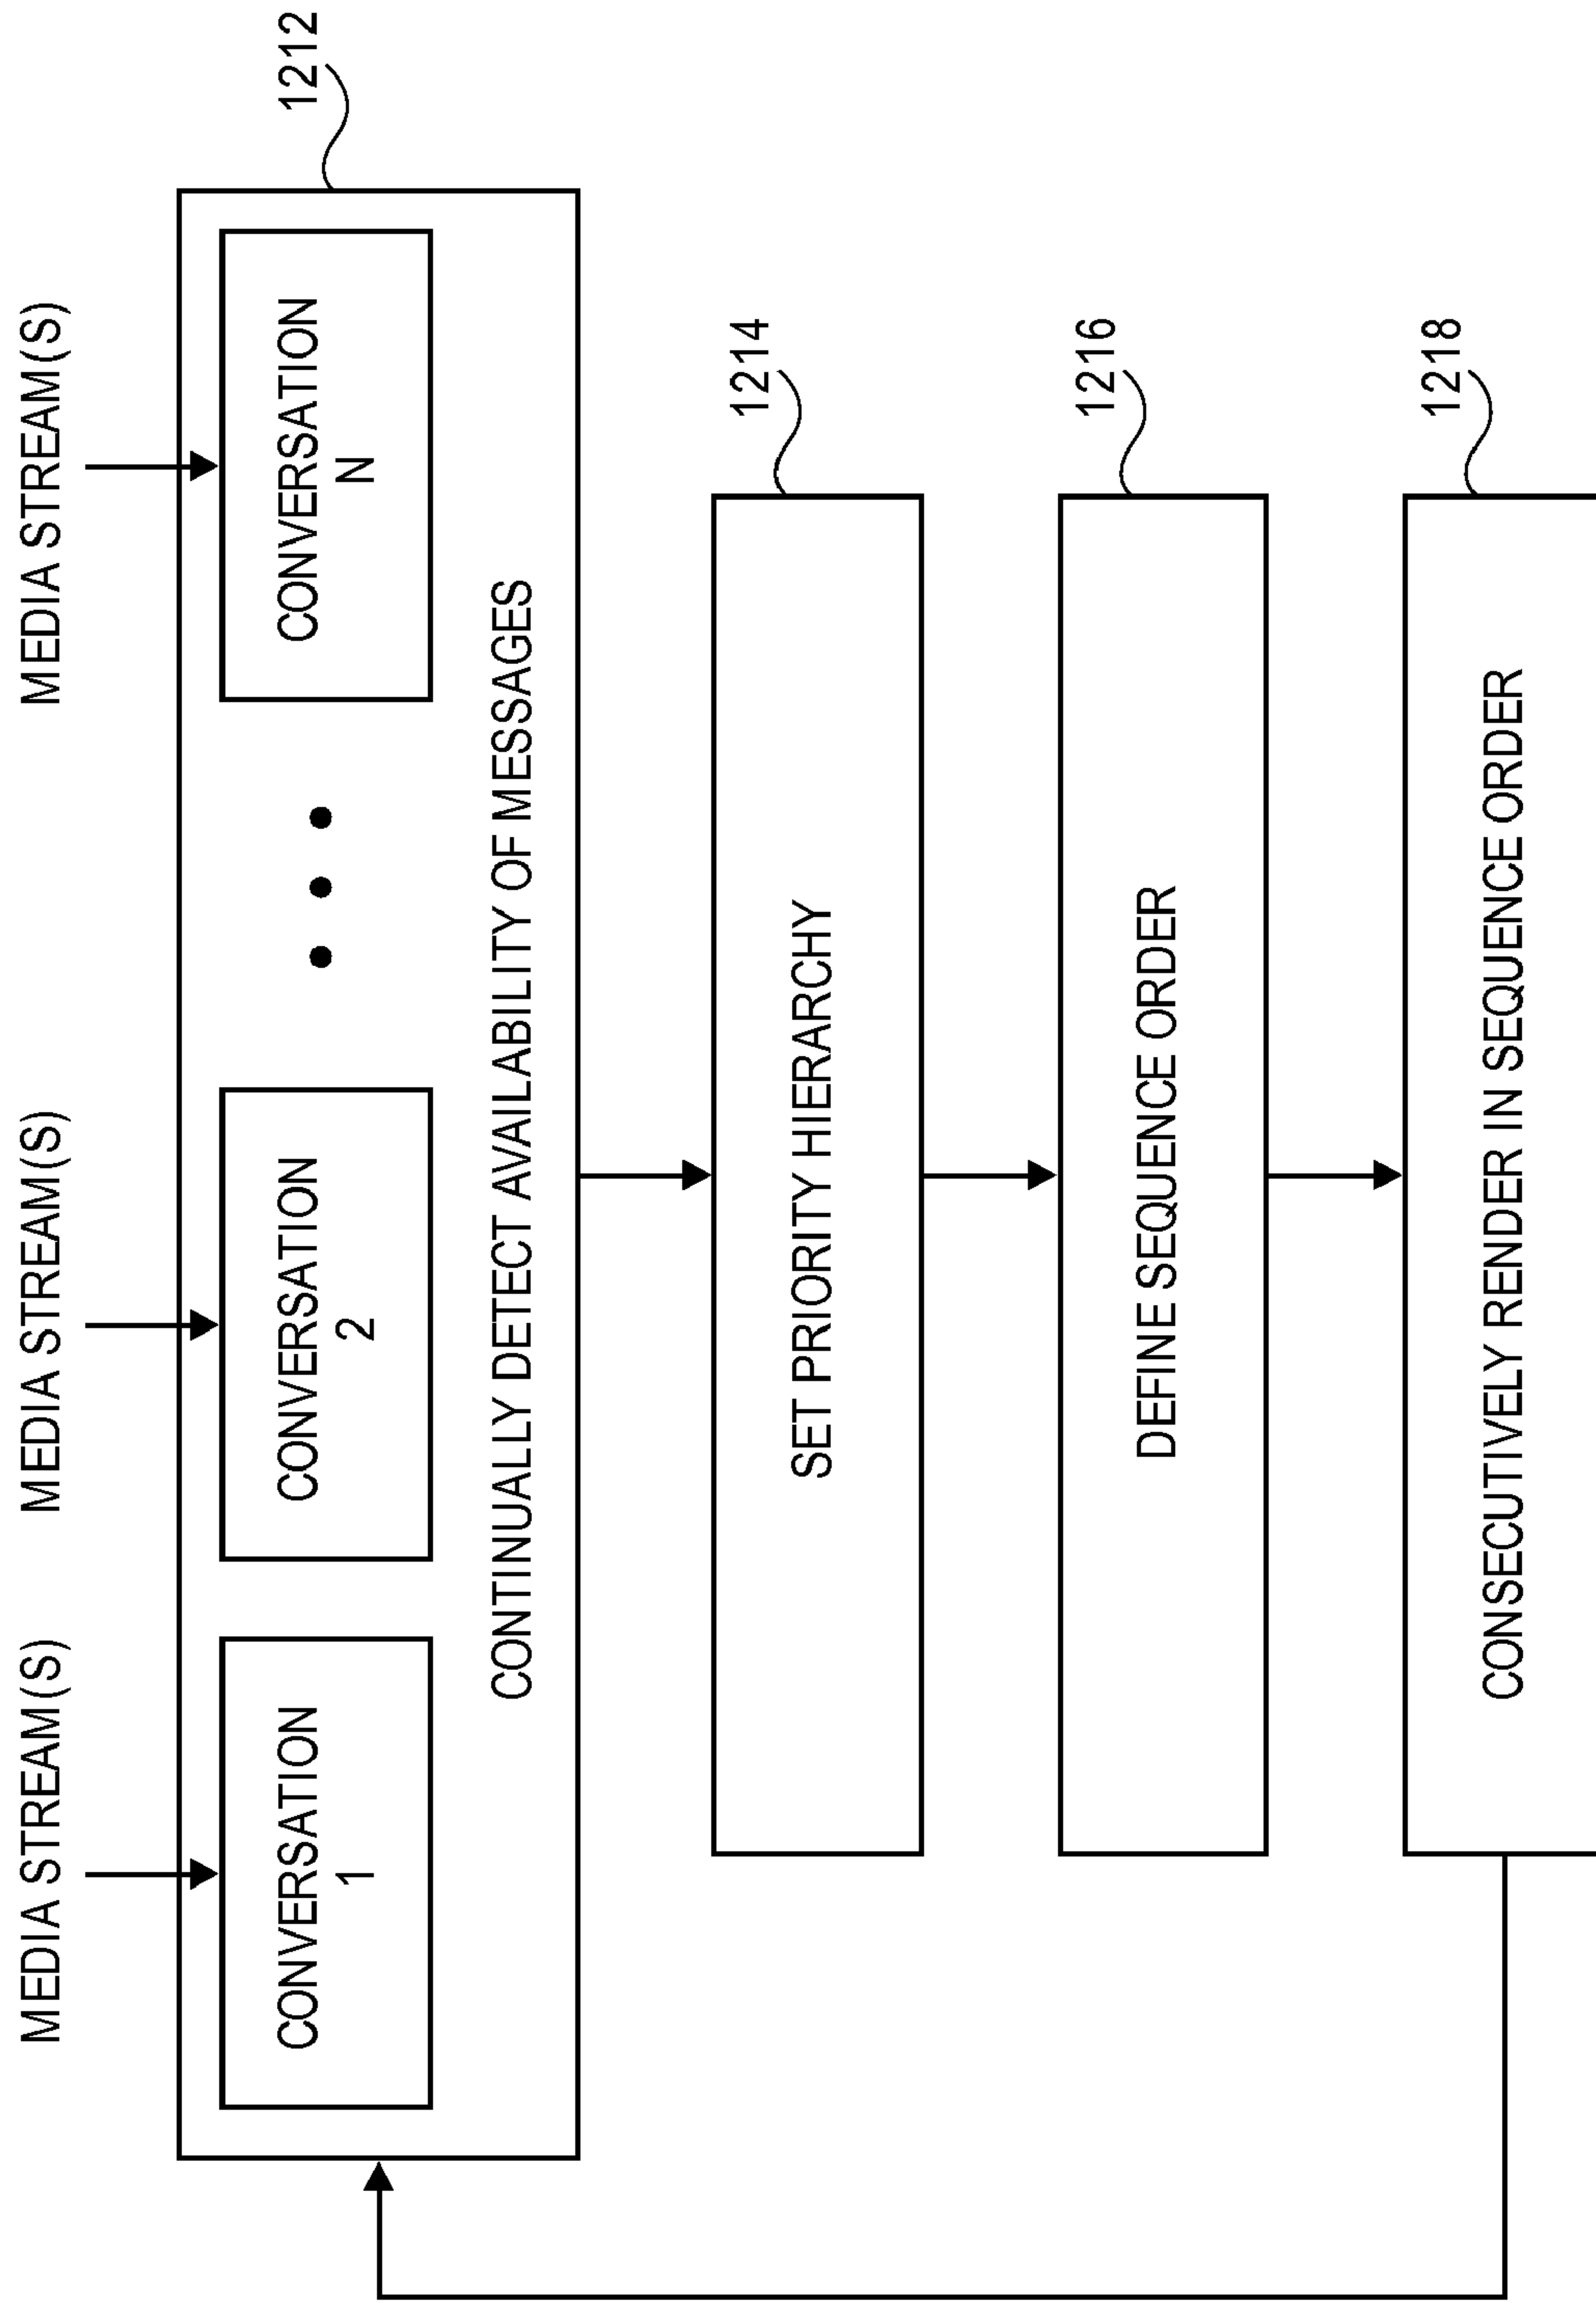 MEDIA STREAM(S)
MEDIA STREAM(S)
MEDIA STREAM(S)
1212
CONVERSATION
1
CONVERSATION
2
CONVERSATION
N
CONTINUALLY DETECT AVAILABILITY OF MESSAGES
1214
SET PRIORITY HIERARCHY
1216
DEFINE SEQUENCE ORDER
1218
CONSECUTIVELY RENDER IN SEQUENCE ORDER